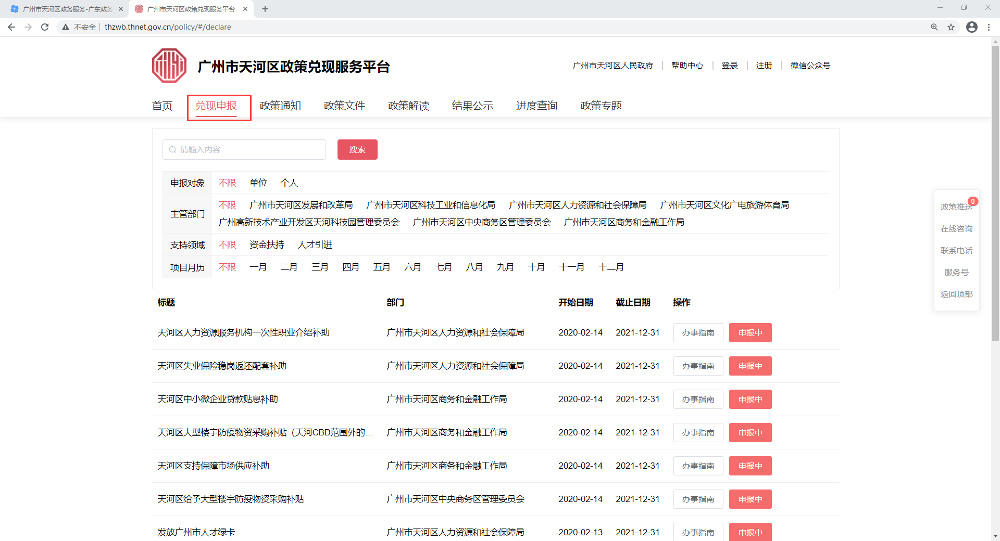 广州市天河区政务服务-广东政务
广州市天河区政策兑现服务平台
不安全 thzwb.thnet.gov.cn/policy/#/declare
广州市天河区政策兑现服务平台
广州市天河区人民政府 帮助中心 登录 注册 微信公众号
首页 兑现申报 政策通知 政策文件 政策解读 结果公示 进度查询 政策专题
请输入内容 搜索
申报对象 不限 单位 个人
主管部门 不限 广州市天河区发展和改革局 广州市天河区科技工业和信息化局 广州市天河区人力资源和社会保障局 广州市天河区文化广电旅游体育局
广州高新技术产业开发区天河科技园管理委员会 广州市天河区中央商务区管理委员会 广州市天河区商务和金融工作局
支持领域 不限 资金扶持 人才引进
项目月历 不限 一月 二月 三月 四月 五月 六月 七月 八月 九月 十月 十一月 十二月
标题 部门 开始日期 截止日期 操作
天河区人力资源服务机构一次性职业介绍补助 广州市天河区人力资源和社会保障局 2020-02-14 2021-12-31 办事指南 申报中
天河区失业保险稳岗返还配套补助 广州市天河区人力资源和社会保障局 2020-02-14 2021-12-31 办事指南 申报中
天河区中小微企业贷款贴息补助 广州市天河区商务和金融工作局 2020-02-14 2021-12-31 办事指南 申报中
天河区大型楼宇防疫物资采购补贴（天河CBD范围外的... 广州市天河区商务和金融工作局 2020-02-14 2021-12-31 办事指南 申报中
天河区支持保障市场供应补助 广州市天河区商务和金融工作局 2020-02-14 2021-12-31 办事指南 申报中
天河区给予大型楼宇防疫物资采购补贴 广州市天河区中央商务区管理委员会 2020-02-14 2021-12-31 办事指南 申报中
发放广州市人才绿卡 广州市天河区人力资源和社会保障局 2020-02-13 2021-12-31 办事指南 申报中
政策推送 0
在线咨询
联系电话
服务号
返回顶部